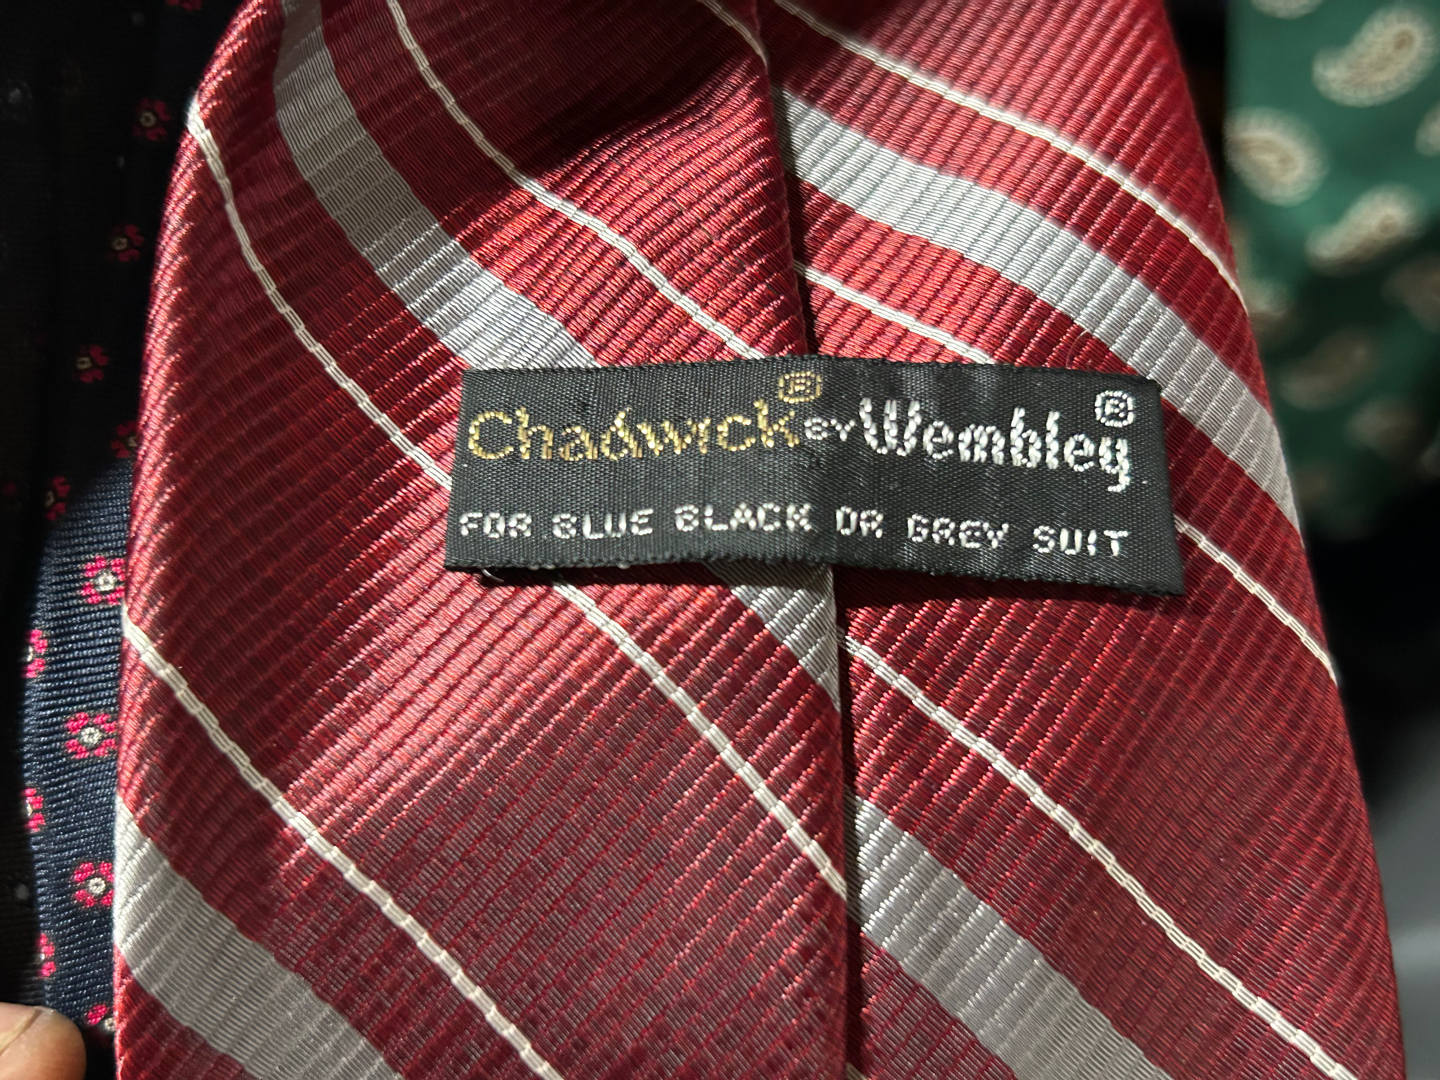 Chadwick® BY Wembley®
FOR BLUE BLACK OR GREY SUIT